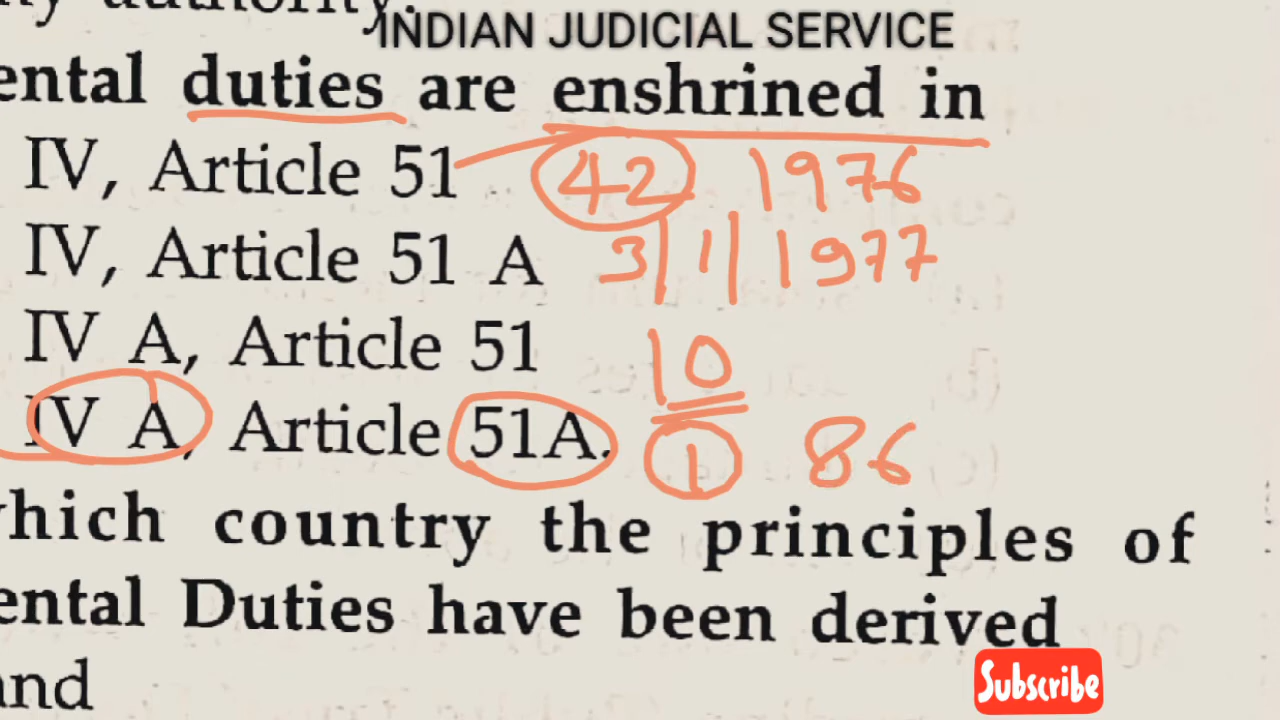 INDIAN JUDICIAL SERVICE
ental duties are enshrined in
IV, Article 51 42 1976
IV, Article 51 A 3|1|1977
IV A, Article 51 10
IV A, Article 51A. 1 86
which country the principles of
ental Duties have been derived
and
Subscribe